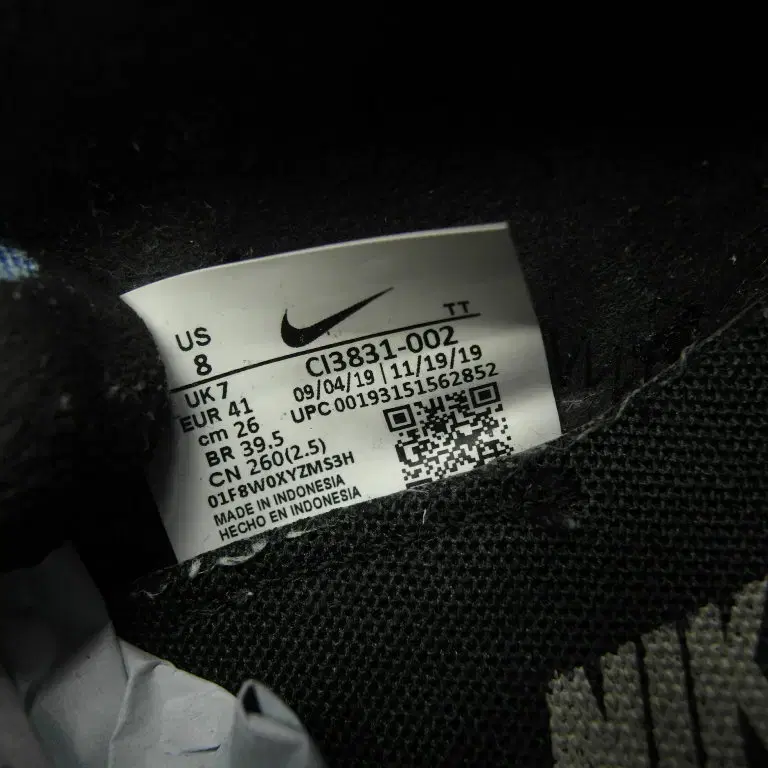 TT
US
8
UK 7
EUR 41
cm 26
BR 39.5
CN 260(2.5)
01F8W0XYZMS3H
MADE IN INDONESIA
HECHO EN INDONESIA
CI3831-002
09/04/19 | 11/19/19
UPC 00193151562852